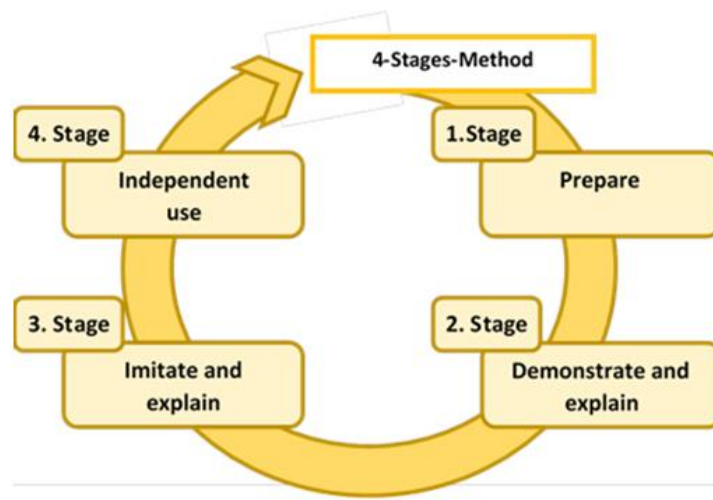 4-Stages-Method
1.Stage
Prepare
2. Stage
Demonstrate and
explain
3. Stage
Imitate and
explain
4. Stage
Independent
use